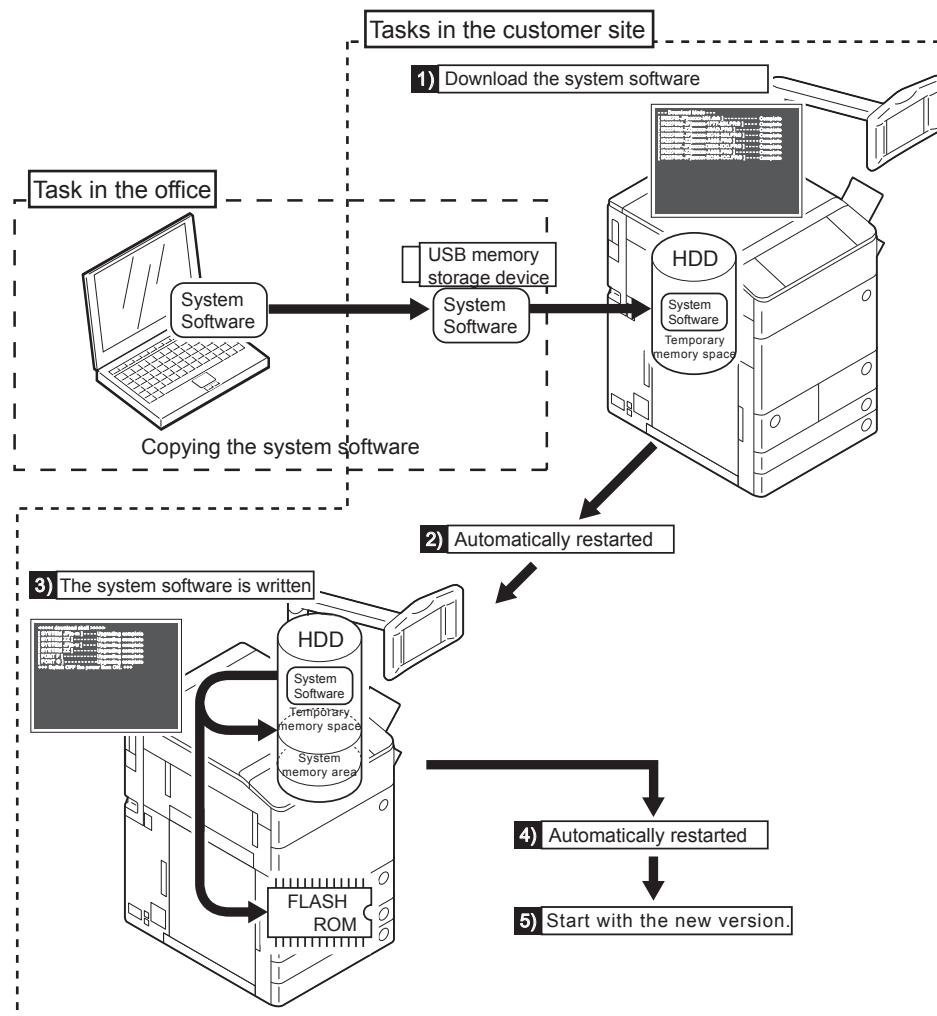 Tasks in the customer site
1) Download the system software
Task in the office
USB memory
storage device
HDD
System
Software
System
Software
System
Software
Temporary
memory space
Copying the system software
2) Automatically restarted
3) The system software is written
HDD
System
Software
Temporary
memory space
System
memory area
4) Automatically restarted
FLASH
ROM
5) Start with the new version.